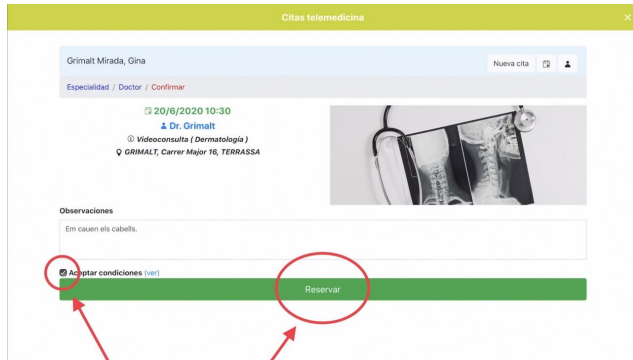 Citas telemedicina
Grimalt Mirada, Gina
Nueva cita
Especialidad / Doctor / Confirmar
20/6/2020 10:30
Dr. Grimalt
Videoconsulta ( Dermatología )
GRIMALT, Carrer Major 16, TERRASSA
Observaciones
Em cauen els cabells.
Aceptar condiciones (ver)
Reservar